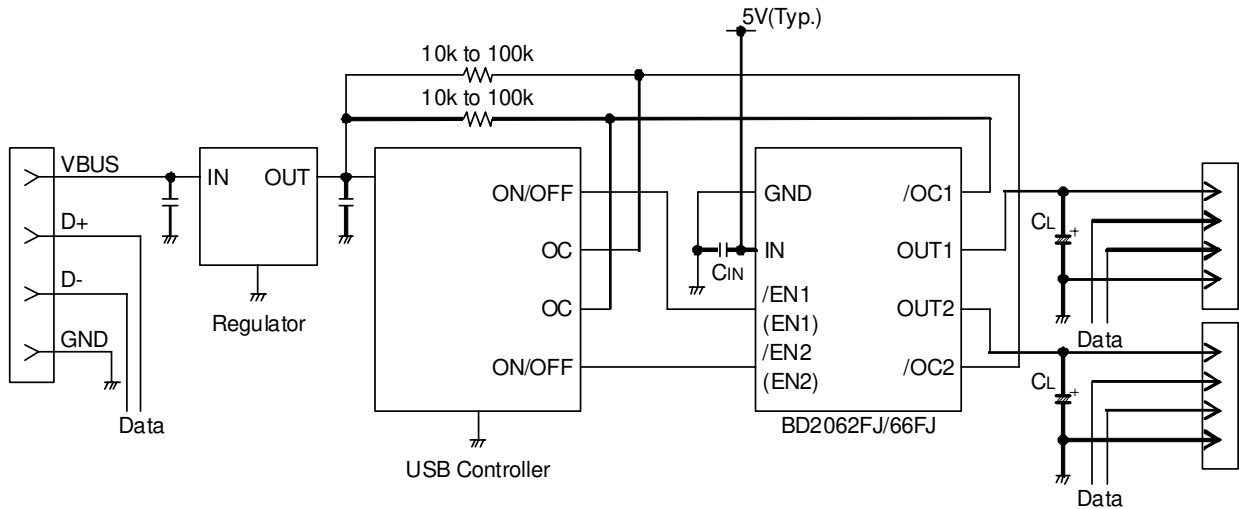 5V(Typ.)
10k to 100k
10k to 100k
VBUS
D+
D-
GND
Data
IN
OUT
Regulator
ON/OFF
OC
OC
ON/OFF
USB Controller
CIN
GND
IN
/EN1
(EN1)
/EN2
(EN2)
/OC1
OUT1
OUT2
/OC2
BD2062FJ/66FJ
CL
+
Data
CL
+
Data